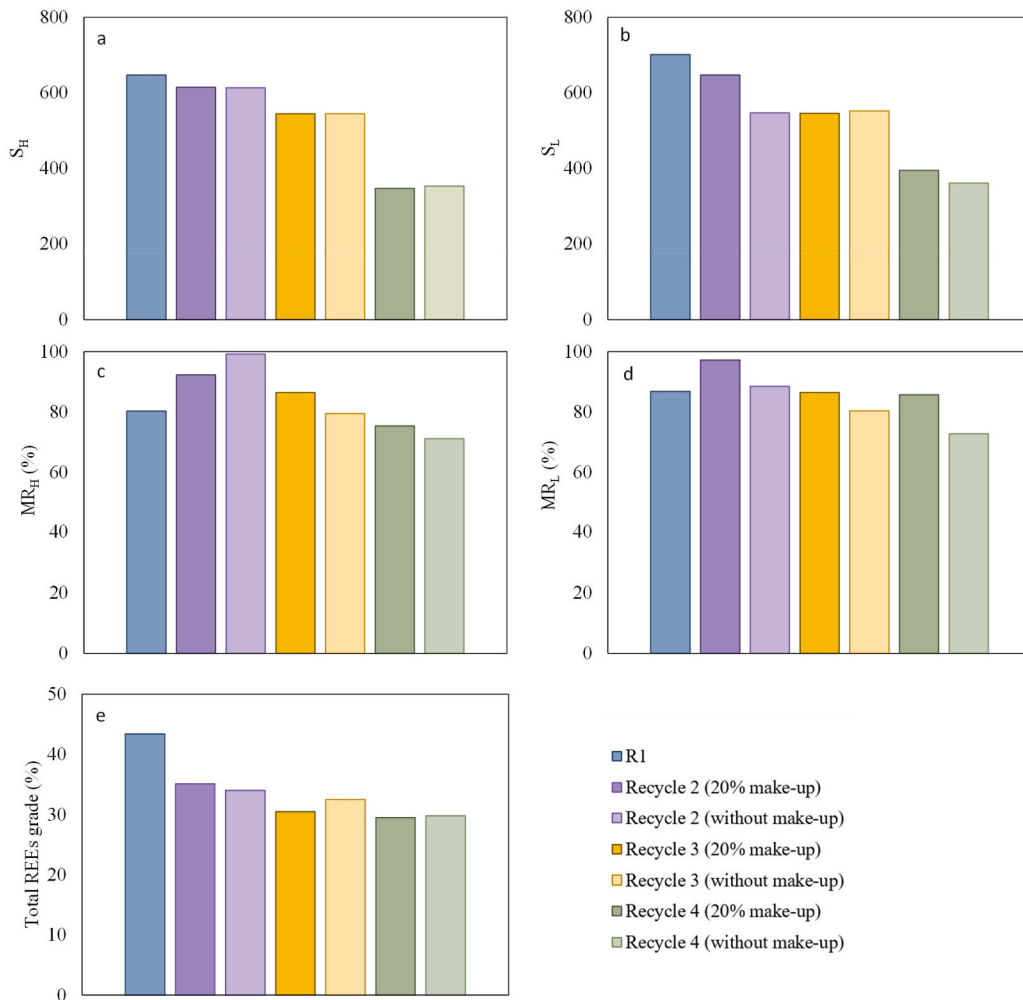 a
800
600
400
200
0
S_H
b
800
600
400
200
0
S_L
c
100
80
60
40
20
0
MR_H (%)
d
100
80
60
40
20
0
MR_L (%)
e
50
40
30
20
10
0
Total REEs grade (%)
R1
Recycle 2 (20% make-up)
Recycle 2 (without make-up)
Recycle 3 (20% make-up)
Recycle 3 (without make-up)
Recycle 4 (20% make-up)
Recycle 4 (without make-up)